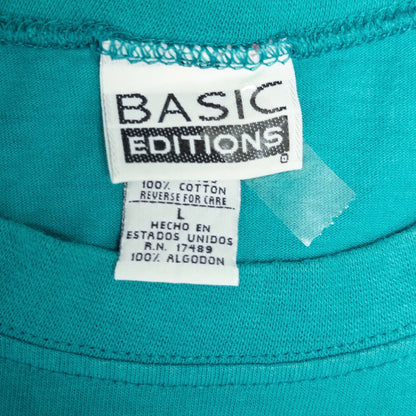 BASIC
EDITIONS
100% COTTON
REVERSE FOR CARE
L
HECHO EN
ESTADOS UNIDOS
R.N. 17489
100% ALGODON